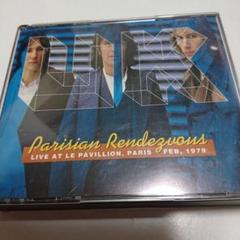 UK
Parisian Rendezvous
LIVE AT LE PAVILLION, PARIS FEB, 1979